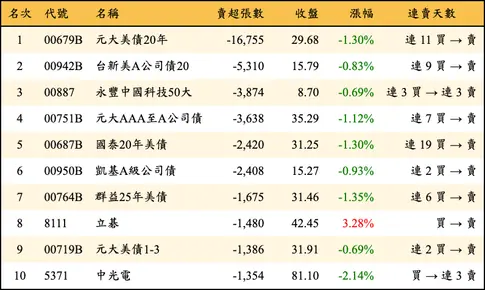 名次 代號 名稱 賣超張數 收盤 漲幅 連賣天數
1 00679B 元大美債20年 -16,755 29.68 -1.30% 連 11 買 → 賣
2 00942B 台新美A公司債20 -5,310 15.79 -0.83% 連 9 買 → 賣
3 00887 永豐中國科技50大 -3,874 8.70 -0.69% 連 3 買 → 連 3 賣
4 00751B 元大AAA至A公司債 -3,638 35.29 -1.12% 連 7 買 → 賣
5 00687B 國泰20年美債 -2,420 31.25 -1.30% 連 19 買 → 賣
6 00950B 凱基A級公司債 -2,408 15.27 -0.93% 連 2 買 → 賣
7 00764B 群益25年美債 -1,675 31.46 -1.35% 連 6 買 → 賣
8 8111 立碁 -1,480 42.45 3.28% 買 → 賣
9 00719B 元大美債1-3 -1,386 31.91 -0.69% 連 2 買 → 賣
10 5371 中光電 -1,354 81.10 -2.14% 買 → 連 3 賣